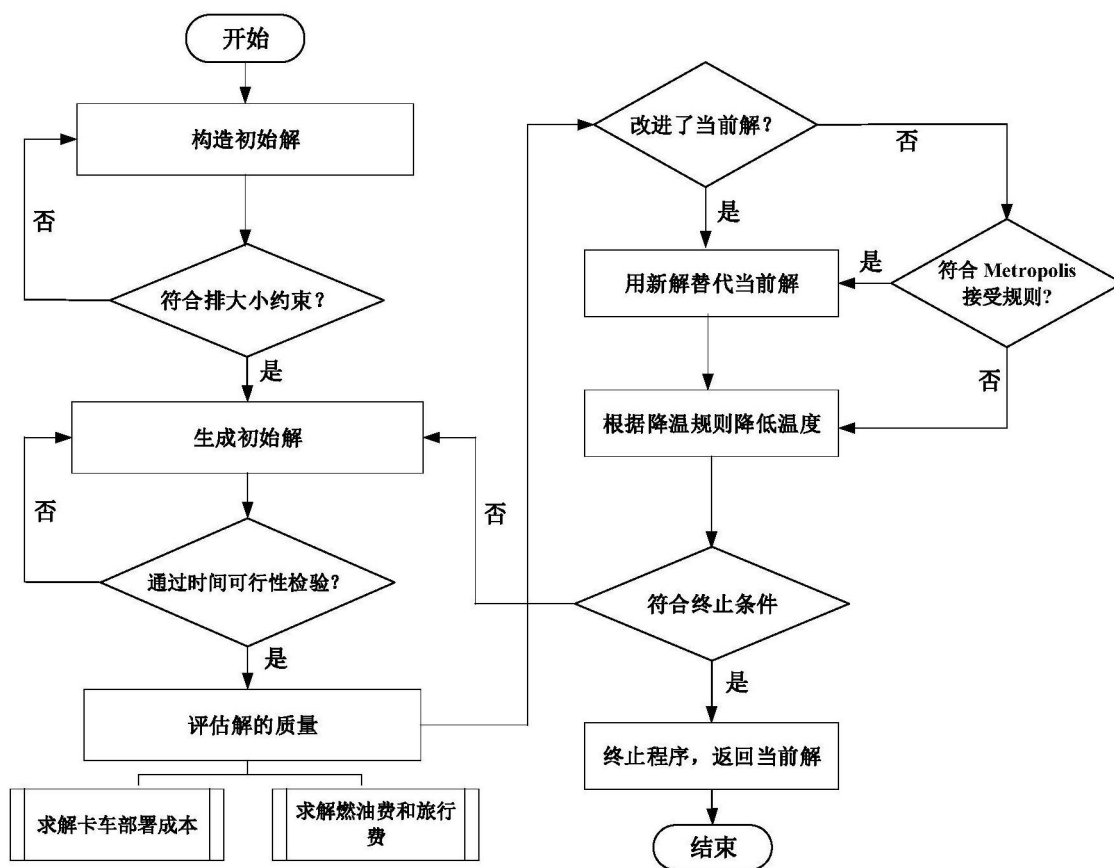 开始
构造初始解
否
符合排大小约束?
是
生成初始解
否
通过时间可行性检验?
是
评估解的质量
求解卡车部署成本
求解燃油费和旅行
费
改进了当前解?
否
是
用新解替代当前解
是
符合 Metropolis
接受规则?
否
根据降温规则降低温度
否
符合终止条件
是
终止程序，返回当前解
结束